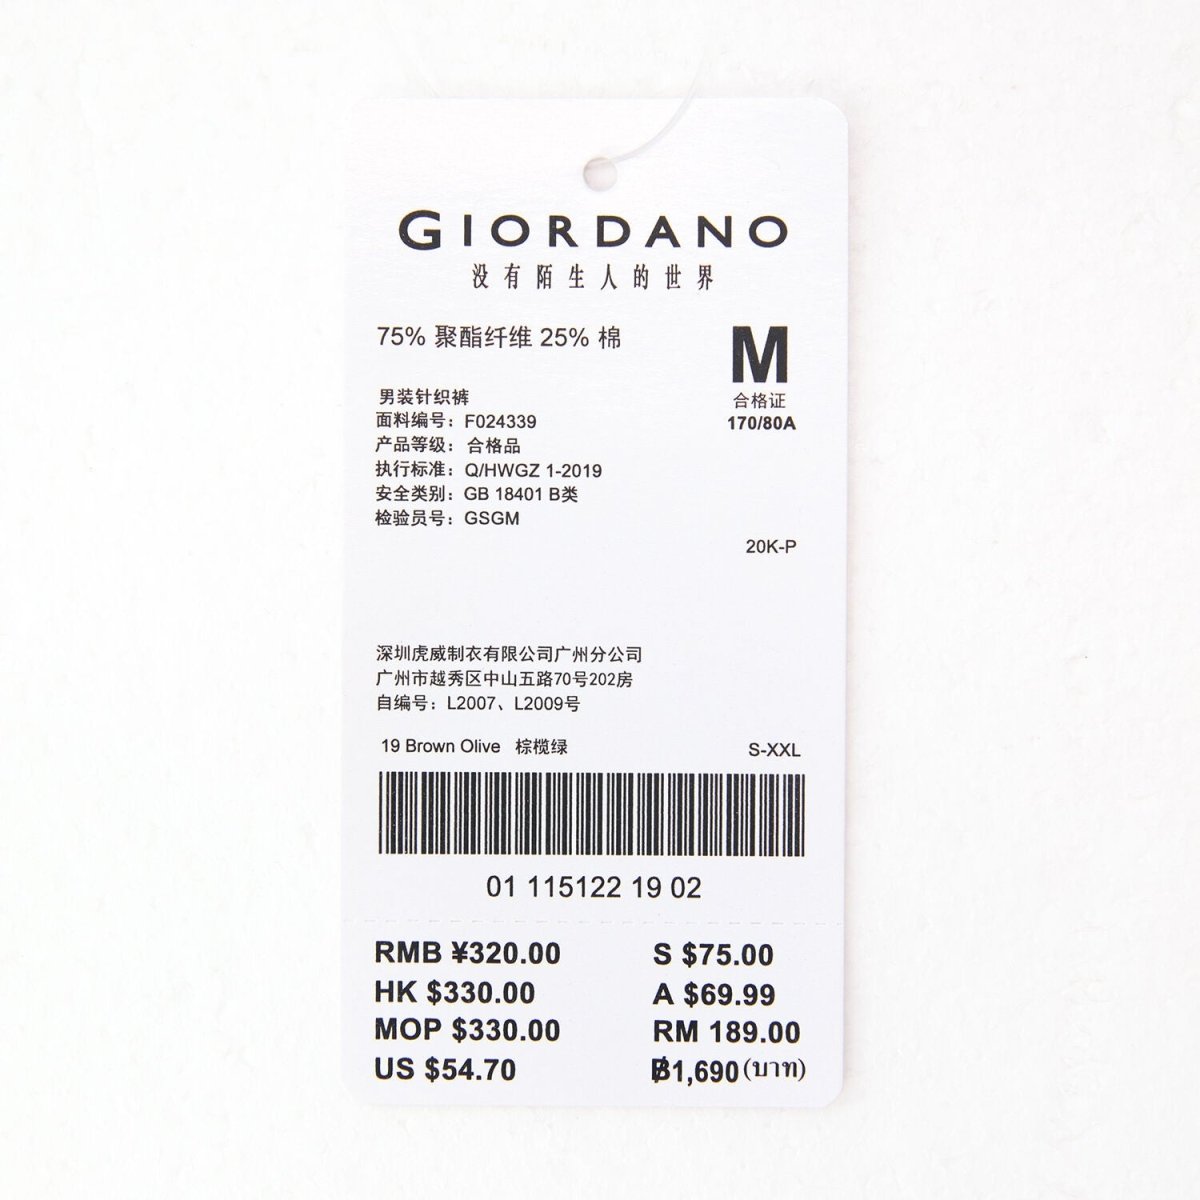 GIORDANO
没有陌生人的世界
75% 聚酯纤维 25% 棉
M
合格证
170/80A
男装针织裤
面料编号：F024339
产品等级：合格品
执行标准：Q/HWGZ 1-2019
安全类别：GB 18401 B类
检验员号：GSGM
20K-P
深圳虎威制衣有限公司广州分公司
广州市越秀区中山五路70号202房
自编号：L2007、L2009号
19 Brown Olive 棕榄绿 S-XXL
01 115122 19 02
RMB ¥320.00 S $75.00
HK $330.00 A $69.99
MOP $330.00 RM 189.00
US $54.70 ฿1,690 (บาท)